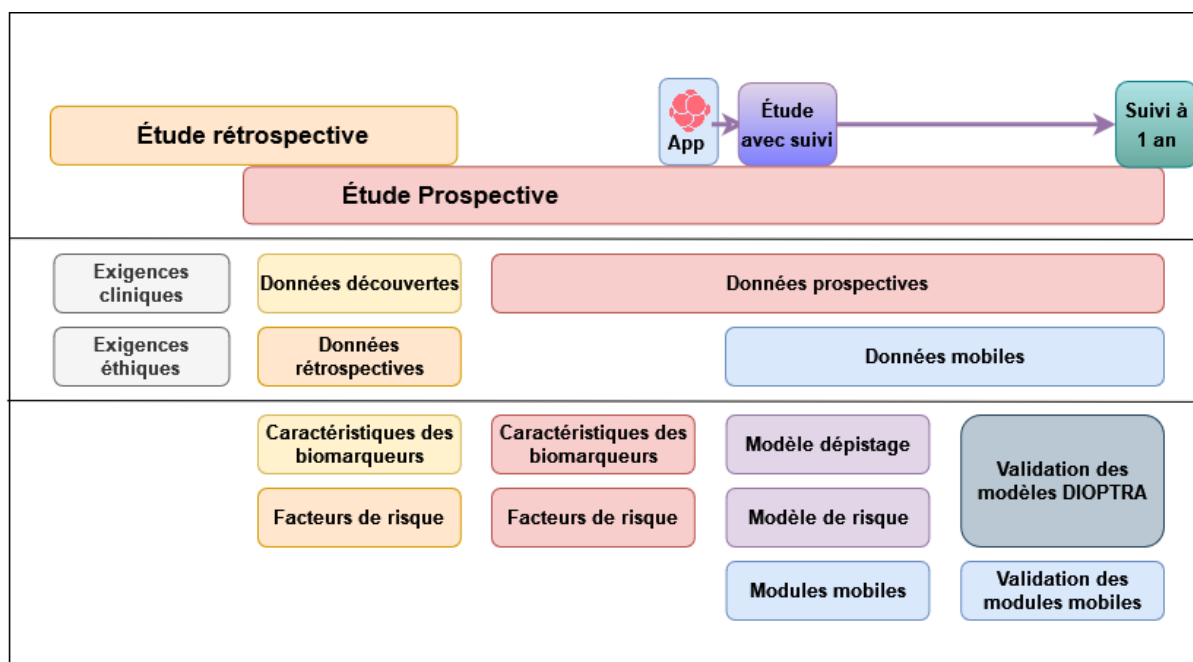 Étude rétrospective
App
Étude
avec suivi
Suivi à
1 an
Étude Prospective
Exigences
cliniques
Données découvertes
Données prospectives
Exigences
éthiques
Données
rétrospectives
Données mobiles
Caractéristiques des
biomarqueurs
Caractéristiques des
biomarqueurs
Modèle dépistage
Validation des
modèles DIOPTRA
Facteurs de risque
Facteurs de risque
Modèle de risque
Modules mobiles
Validation des
modules mobiles